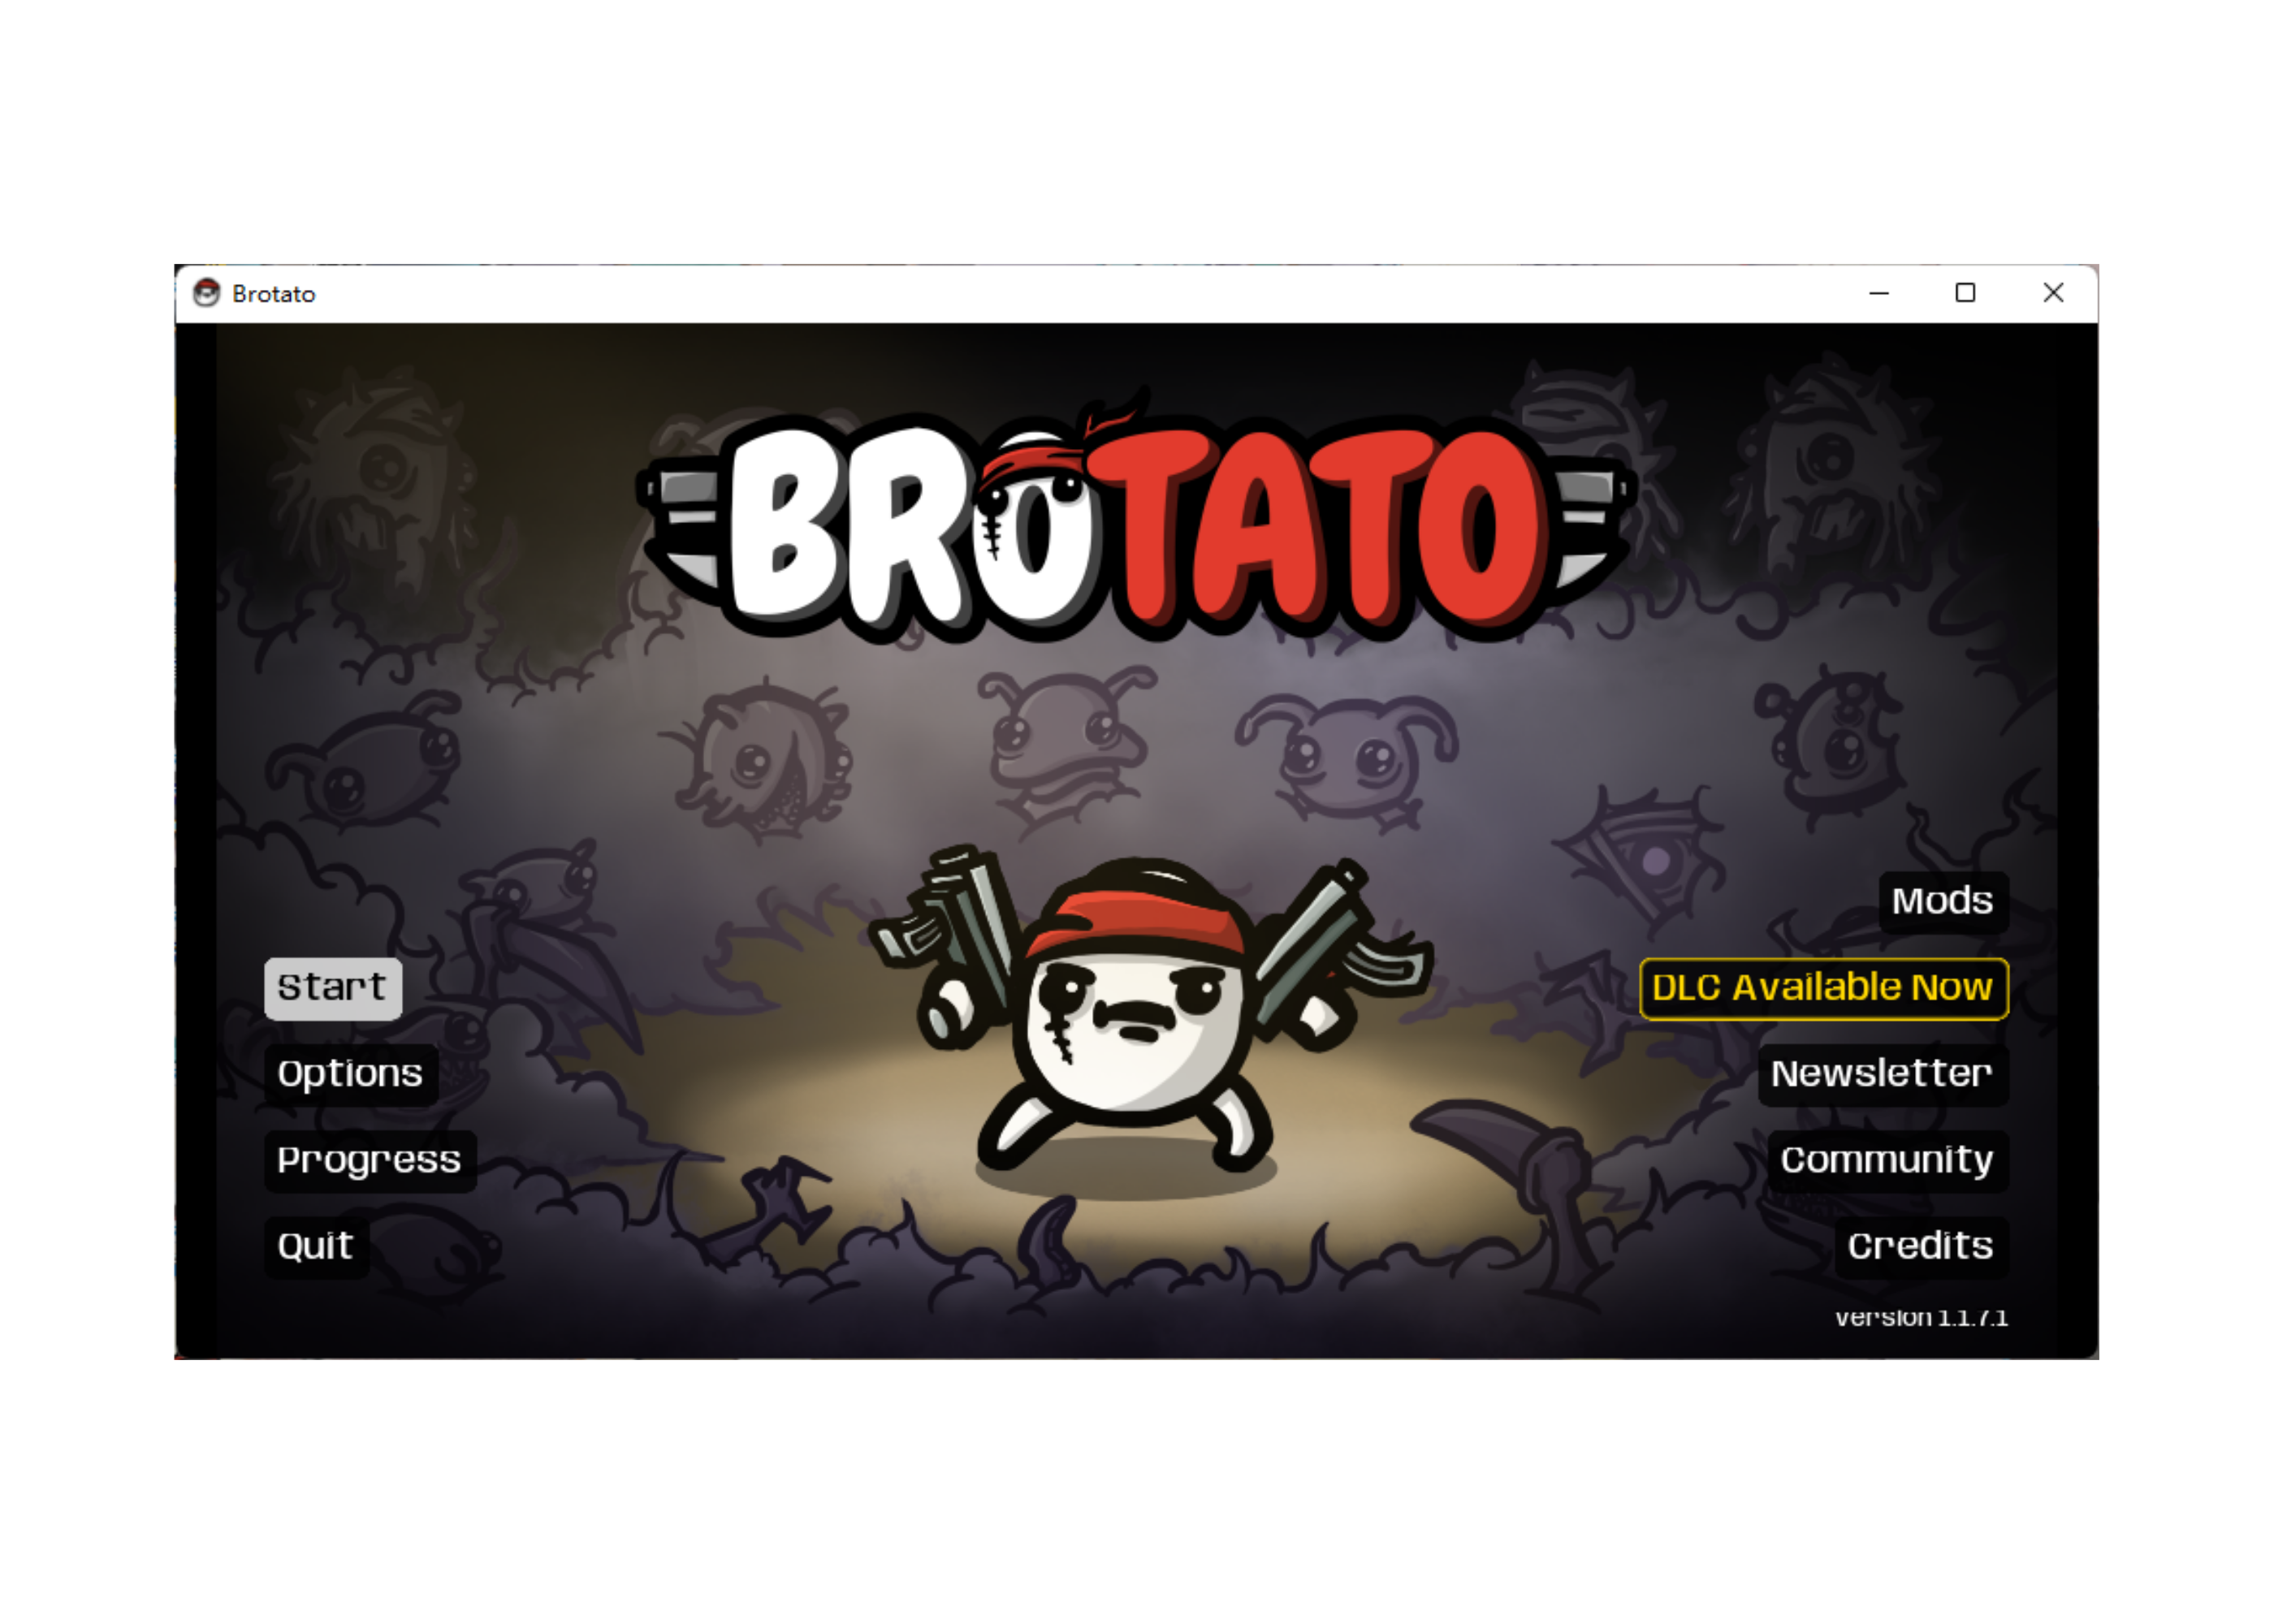 Brotato
BROTATO
Mods
Start
DLC Available Now
Options
Newsletter
Progress
Community
Quit
Credits
version 1.1.7.1